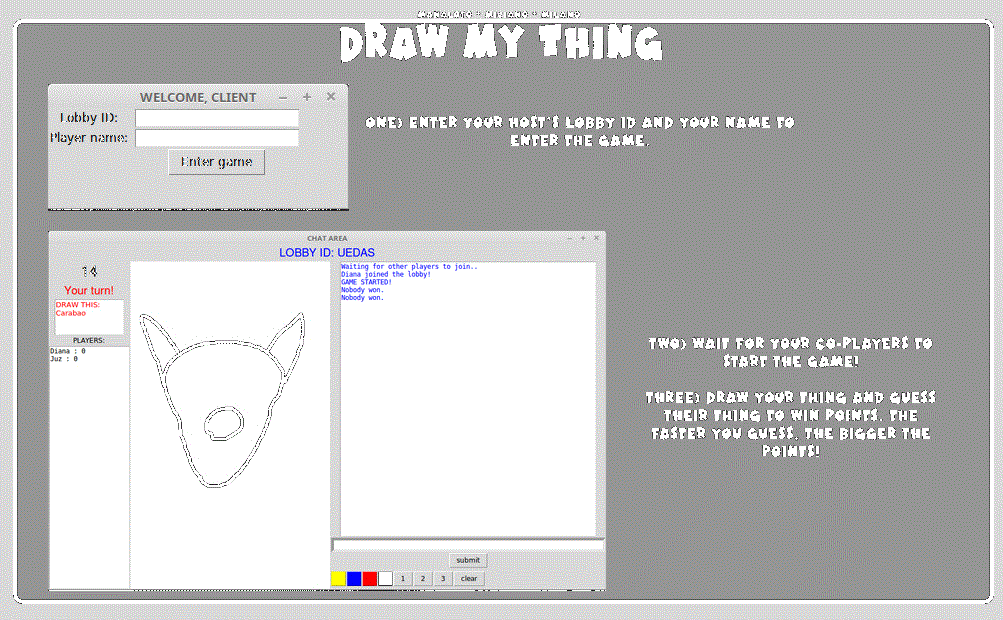 DRAW MY THING
WELCOME, CLIENT
Lobby ID:
Player name:
Enter game
ONE) ENTER YOUR HOST'S LOBBY ID AND YOUR NAME TO
ENTER THE GAME.
CHAT AREA
LOBBY ID: UEDAS
14
Your turn!
DRAW THIS:
Carabao
PLAYERS:
Diana : 0
Juz : 0
Waiting for other players to join..
Diana joined the lobby!
GAME STARTED!
Nobody won.
Nobody won.
submit
1 2 3 clear
TWO) WAIT FOR YOUR CO-PLAYERS TO
START THE GAME!
THREE) DRAW YOUR THING AND GUESS
THEIR THING TO WIN POINTS. THE
FASTER YOU GUESS, THE BIGGER THE
POINTS!